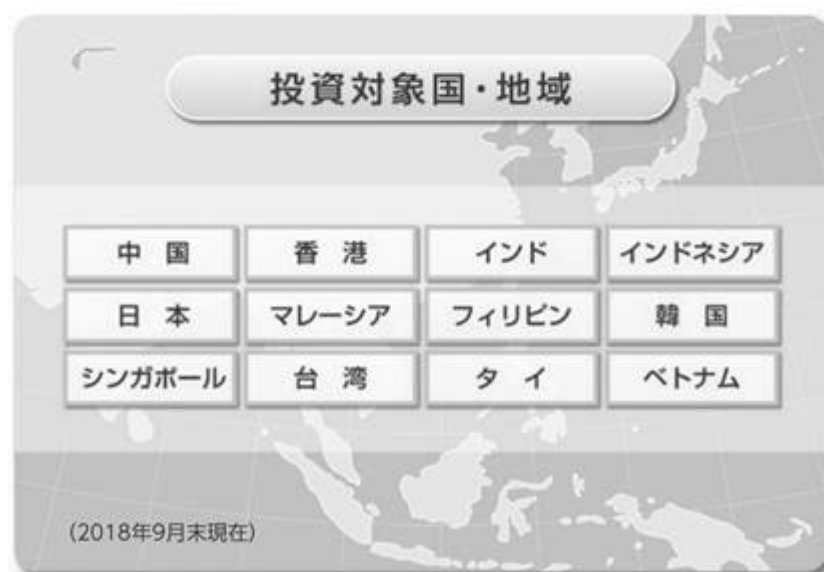 投資対象国・地域
中国 香港 インド インドネシア
日本 マレーシア フィリピン 韓国
シンガポール 台湾 タイ ベトナム
(2018年9月末現在)